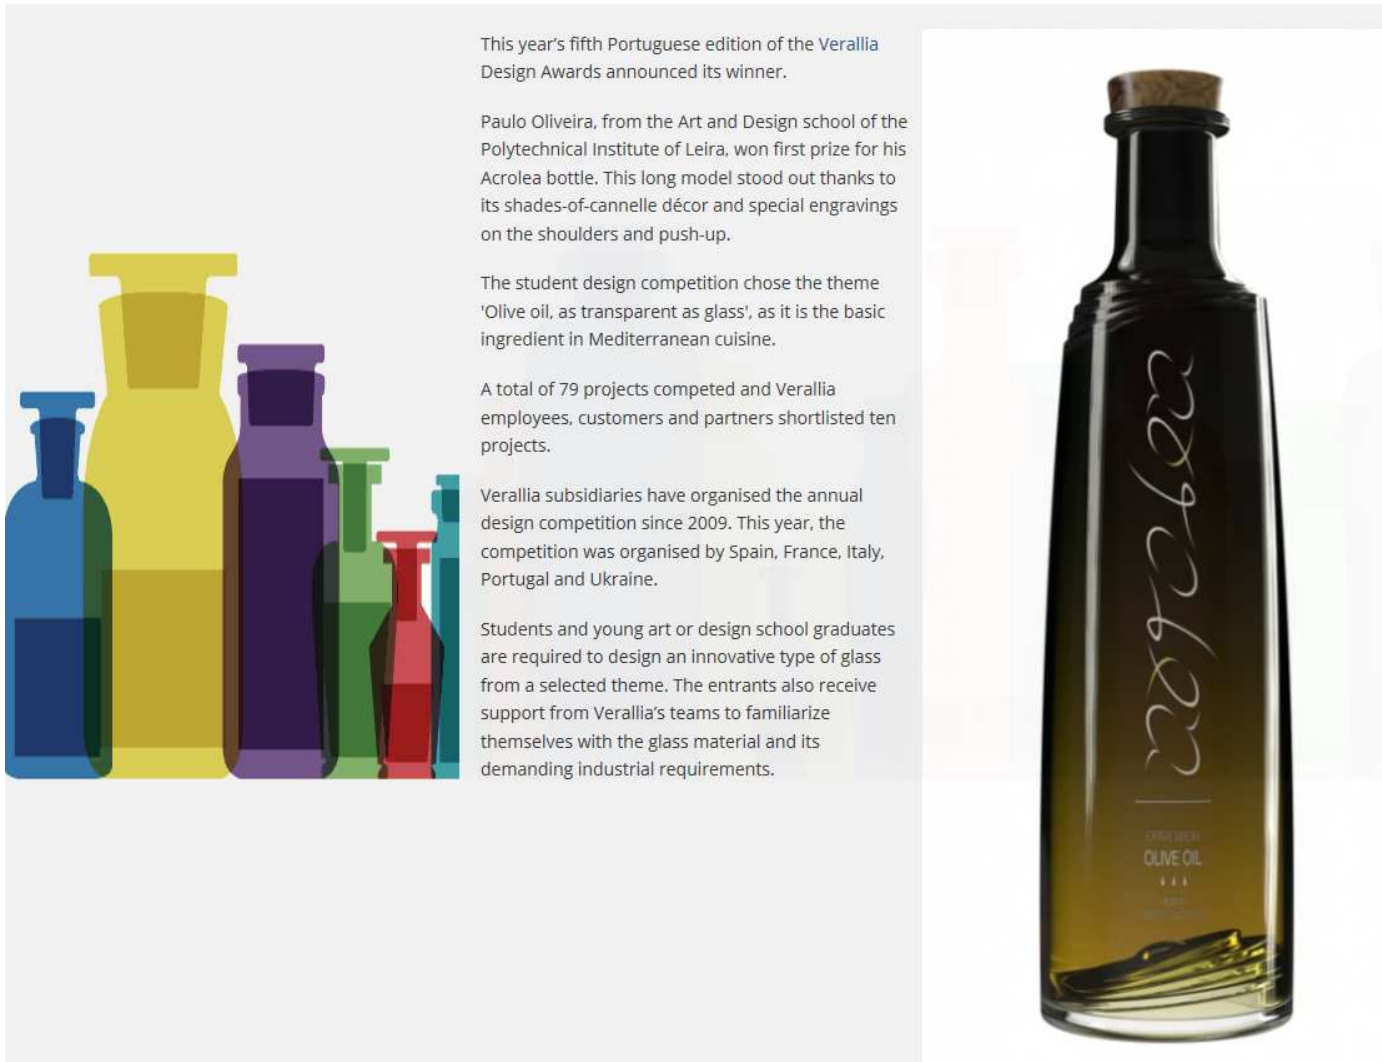 This year’s fifth Portuguese edition of the Verallia
Design Awards announced its winner.
Paulo Oliveira, from the Art and Design school of the
Polytechnical Institute of Leira, won first prize for his
Acrolea bottle. This long model stood out thanks to
its shades-of-cannelle décor and special engravings
on the shoulders and push-up.
The student design competition chose the theme
'Olive oil, as transparent as glass', as it is the basic
ingredient in Mediterranean cuisine.
A total of 79 projects competed and Verallia
employees, customers and partners shortlisted ten
projects.
Verallia subsidiaries have organised the annual
design competition since 2009. This year, the
competition was organised by Spain, France, Italy,
Portugal and Ukraine.
Students and young art or design school graduates
are required to design an innovative type of glass
from a selected theme. The entrants also receive
support from Verallia’s teams to familiarize
themselves with the glass material and its
demanding industrial requirements.
OLIVE OIL